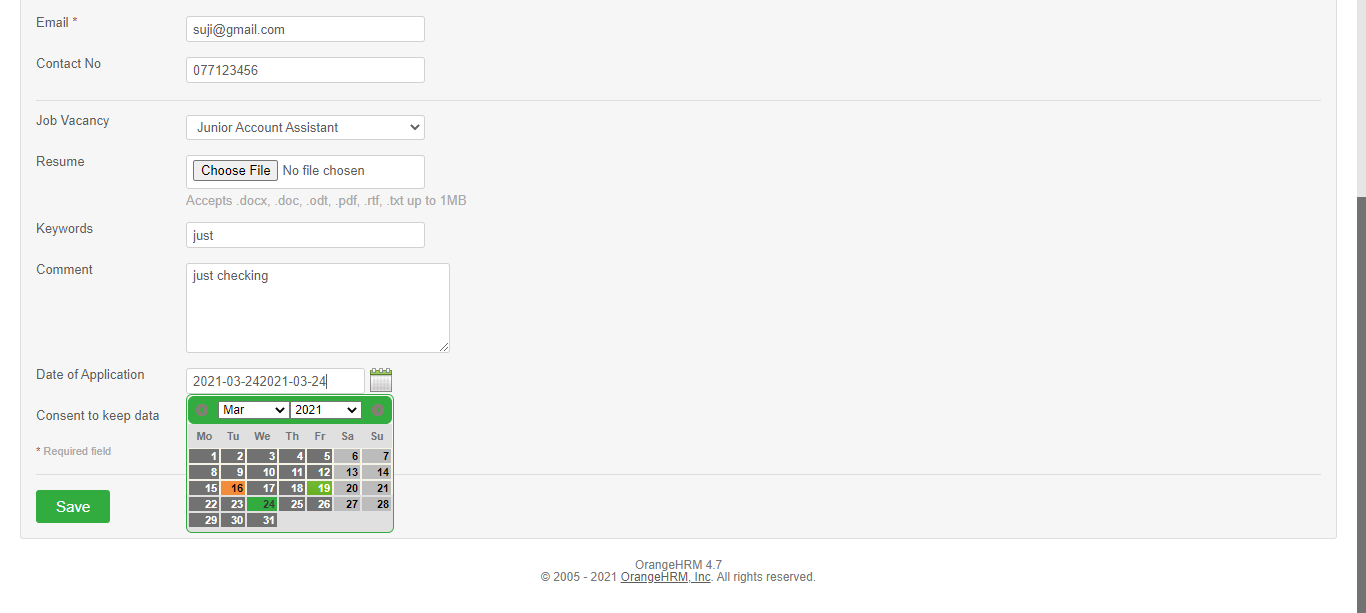 Email *
suji@gmail.com
Contact No
077123456
Job Vacancy
Junior Account Assistant
Resume
Choose File No file chosen
Accepts .docx, .doc, .odt, .pdf, .rtf, .txt up to 1MB
Keywords
just
Comment
just checking
Date of Application
2021-03-242021-03-24
Consent to keep data
* Required field
Mar 2021
Mo Tu We Th Fr Sa Su
1 2 3 4 5 6 7
8 9 10 11 12 13 14
15 16 17 18 19 20 21
22 23 24 25 26 27 28
29 30 31
Save
OrangeHRM 4.7
© 2005 - 2021 OrangeHRM, Inc. All rights reserved.